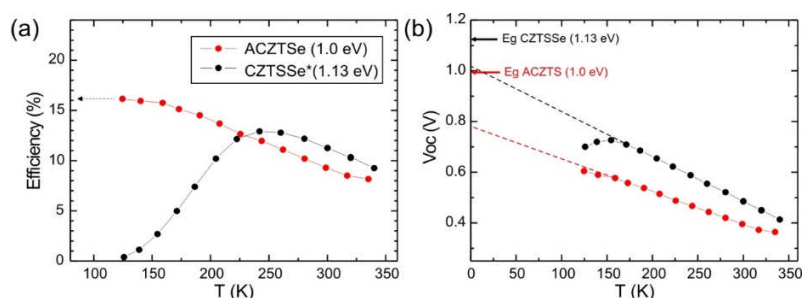 (a)
ACZTSe (1.0 eV)
CZTSSe*(1.13 eV)
20
15
10
5
0
Efficiency (%)
100 150 200 250 300 350
T (K)
(b)
1.2
1.0
0.8
0.6
0.4
Voc (V)
Eg CZTSSe (1.13 eV)
Eg ACZTS (1.0 eV)
0 50 100 150 200 250 300 350
T (K)